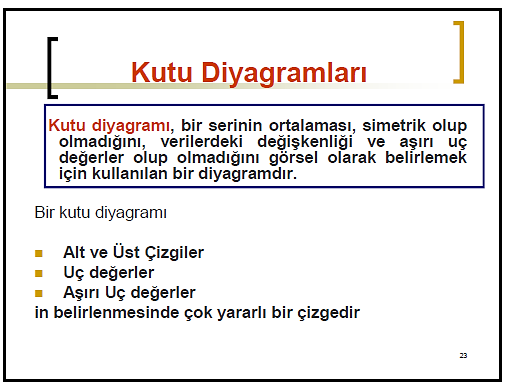 Kutu Diyagramları
Kutu diyagramı, bir serinin ortalaması, simetrik olup
olmadığını, verilerdeki değişkenliği ve aşırı uç
değerler olup olmadığını görsel olarak belirlemek
için kullanılan bir diyagramdır.
Bir kutu diyagramı
Alt ve Üst Çizgiler
Uç değerler
Aşırı Uç değerler
in belirlenmesinde çok yararlı bir çizgedir
23